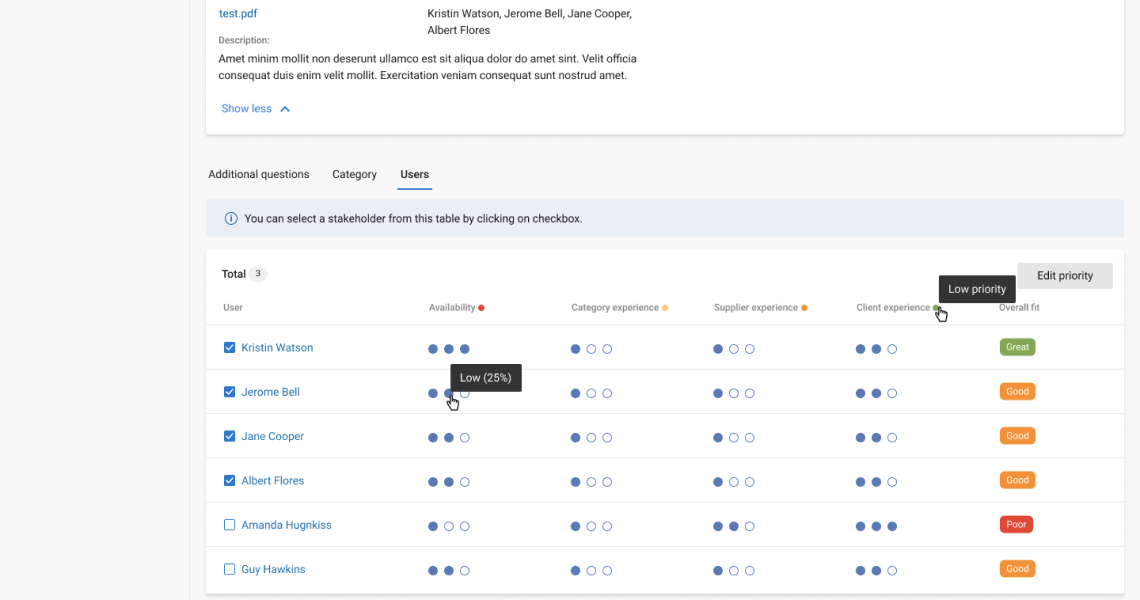 test.pdf
Kristin Watson, Jerome Bell, Jane Cooper,
Albert Flores
Description:
Amet minim mollit non deserunt ullamco est sit aliqua dolor do amet sint. Velit officia
consequat duis enim velit mollit. Exercitation veniam consequat sunt nostrud amet.
Show less
Additional questions Category Users
You can select a stakeholder from this table by clicking on checkbox.
Total 3
Edit priority
Low priority
User Availability Category experience Supplier experience Client experience Overall fit
Kristin Watson Great
Low (25%)
Jerome Bell Good
Jane Cooper Good
Albert Flores Good
Amanda Hugnkiss Poor
Guy Hawkins Good